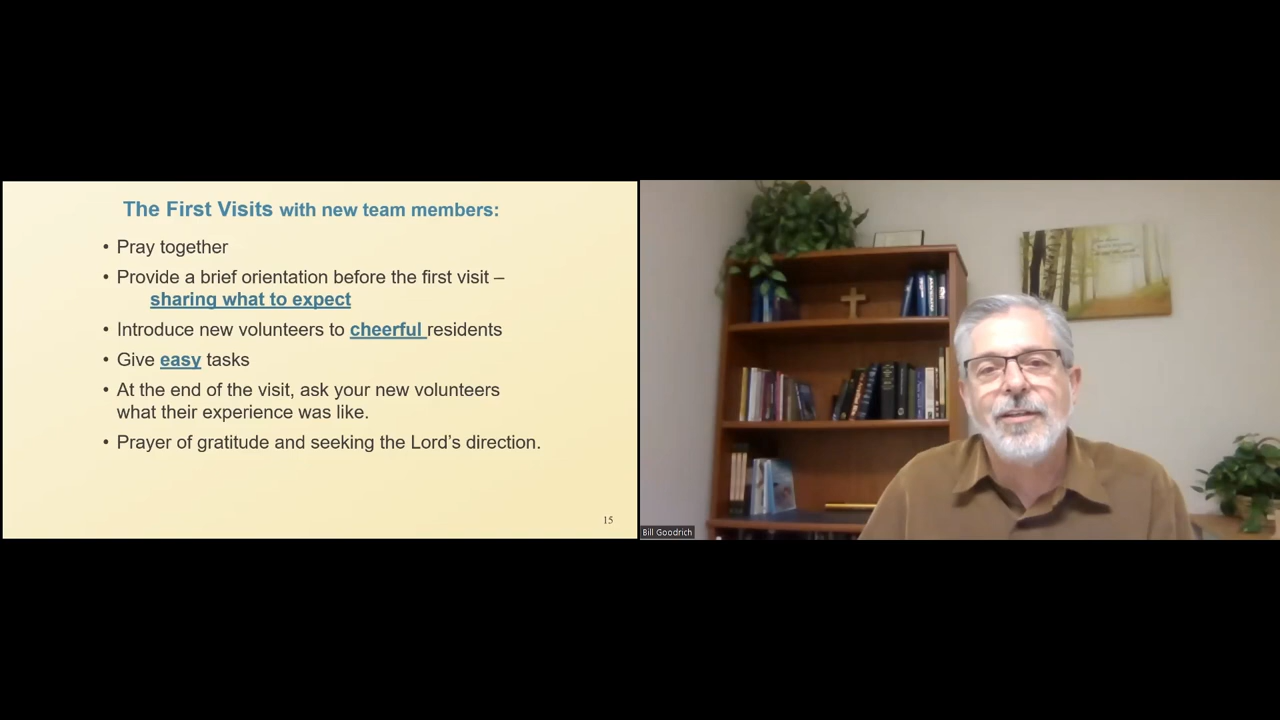 The First Visits with new team members:
• Pray together
• Provide a brief orientation before the first visit –
sharing what to expect
• Introduce new volunteers to cheerful residents
• Give easy tasks
• At the end of the visit, ask your new volunteers
what their experience was like.
• Prayer of gratitude and seeking the Lord’s direction.
15
Bill Goodrich